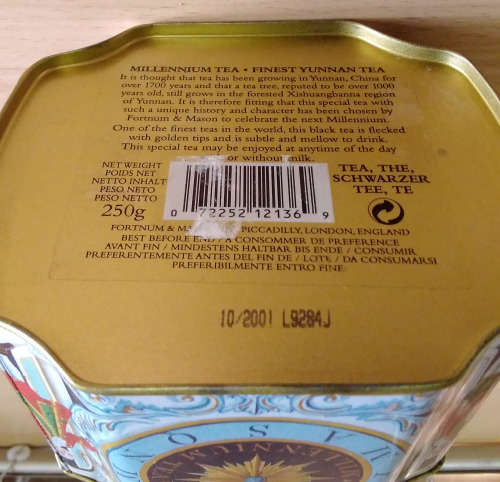 MILLENNIUM TEA • FINEST YUNNAN TEA
It is thought that tea has been growing in Yunnan, China for
over 1700 years and that a tea tree, reputed to be over 1000
years old, still grows in the forested Xishuangbanna region
of Yunnan. It is therefore fitting that this special tea with
such a unique history and character has been chosen by
Fortnum & Mason to celebrate the next Millennium.
One of the finest teas in the world, this black tea is flecked
with golden tips and is subtle and mellow to drink.
This special tea may be enjoyed at anytime of the day
or without milk.
NET WEIGHT
POIDS NET
NETTO INHALT
PESO NETO
PESO NETTO
250g
0 72252 12136 9
TEA, THE,
SCHWARZER
TEE, TE
FORTNUM & PICCADILLY, LONDON, ENGLAND
BEST BEFORE END / A CONSOMMER DE PREFERENCE
AVANT FIN / MINDESTENS HALTBAR BIS ENDE / CONSUMIR
PREFERENTEMENTE ANTES DEL FIN DE / LOTE / DA CONSUMARSI
PREFERIBILMENTE ENTRO FINE:
10/2001 L9284J